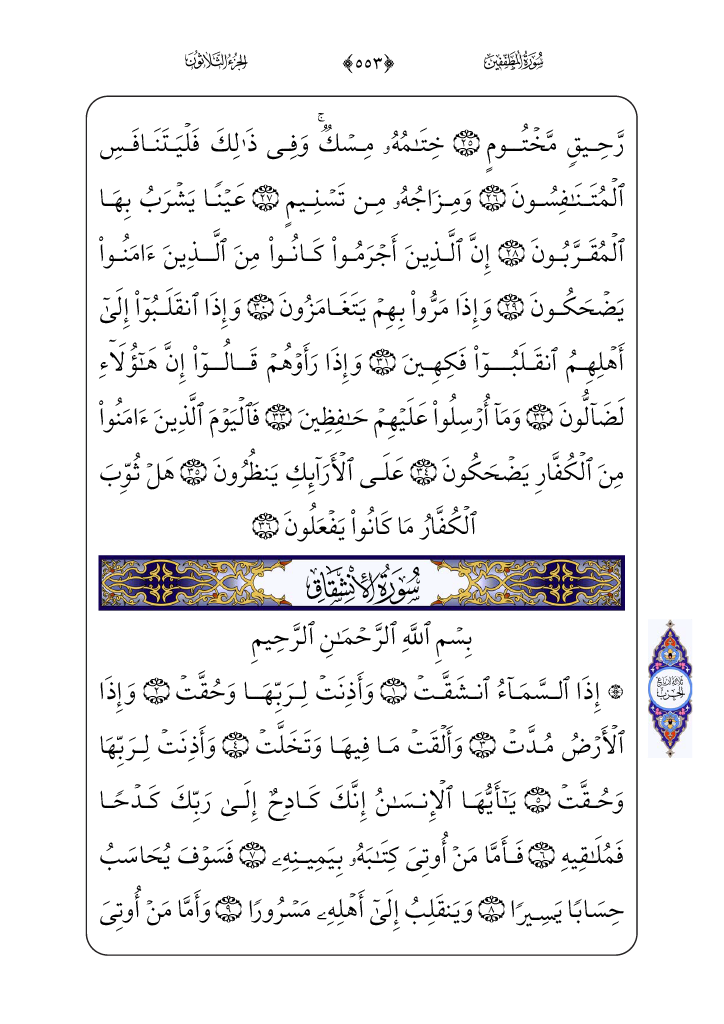 سُورَةُ المُطَفِّفِينَ ﴿٥٥٣﴾ الجُزْءُ الثَّلَاثُونَ
رَّحِيقٖ مَّخۡتُومٍ ٢٥ خِتَٰمُهُۥ مِسۡكٞۚ وَفِي ذَٰلِكَ فَلۡيَتَنَافَسِ
ٱلۡمُتَنَٰفِسُونَ ٢٦ وَمِزَاجُهُۥ مِن تَسۡنِيمٍ ٢٧ عَيۡنٗا يَشۡرَبُ بِهَا
ٱلۡمُقَرَّبُونَ ٢٨ إِنَّ ٱلَّذِينَ أَجۡرَمُواْ كَانُواْ مِنَ ٱلَّذِينَ ءَامَنُواْ
يَضۡحَكُونَ ٢٩ وَإِذَا مَرُّواْ بِهِمۡ يَتَغَامَزُونَ ٣٠ وَإِذَا ٱنقَلَبُوٓاْ إِلَىٰٓ
أَهۡلِهِمُ ٱنقَلَبُوٓاْ فَكِهِينَ ٣١ وَإِذَا رَأَوۡهُمۡ قَالُوٓاْ إِنَّ هَٰٓؤُلَآءِ
لَضَآلُّونَ ٣٢ وَمَآ أُرۡسِلُواْ عَلَيۡهِمۡ حَٰفِظِينَ ٣٣ فَٱلۡيَوۡمَ ٱلَّذِينَ ءَامَنُواْ
مِنَ ٱلۡكُفَّارِ يَضۡحَكُونَ ٣٤ عَلَى ٱلۡأَرَآئِكِ يَنظُرُونَ ٣٥ هَلۡ ثُوِّبَ
ٱلۡكُفَّارُ مَا كَانُواْ يَفۡعَلُونَ ٣٦
سُورَةُ الانْشِقَاقِ
بِسۡمِ ٱللَّهِ ٱلرَّحۡمَٰنِ ٱلرَّحِيمِ
۞ إِذَا ٱلسَّمَآءُ ٱنشَقَّتۡ ١ وَأَذِنَتۡ لِرَبِّهَا وَحُقَّتۡ ٢ وَإِذَا
ثَلَاثَةُ أَرْبَاعِ
الحِزْبِ
ٱلۡأَرۡضُ مُدَّتۡ ٣ وَأَلۡقَتۡ مَا فِيهَا وَتَخَلَّتۡ ٤ وَأَذِنَتۡ لِرَبِّهَا
وَحُقَّتۡ ٥ يَٰٓأَيُّهَا ٱلۡإِنسَٰنُ إِنَّكَ كَادِحٌ إِلَىٰ رَبِّكَ كَدۡحٗا
فَمُلَٰقِيهِ ٦ فَأَمَّا مَنۡ أُوتِيَ كِتَٰبَهُۥ بِيَمِينِهِۦ ٧ فَسَوۡفَ يُحَاسَبُ
حِسَابٗا يَسِيرٗا ٨ وَيَنقَلِبُ إِلَىٰٓ أَهۡلِهِۦ مَسۡرُورٗا ٩ وَأَمَّا مَنۡ أُوتِيَ